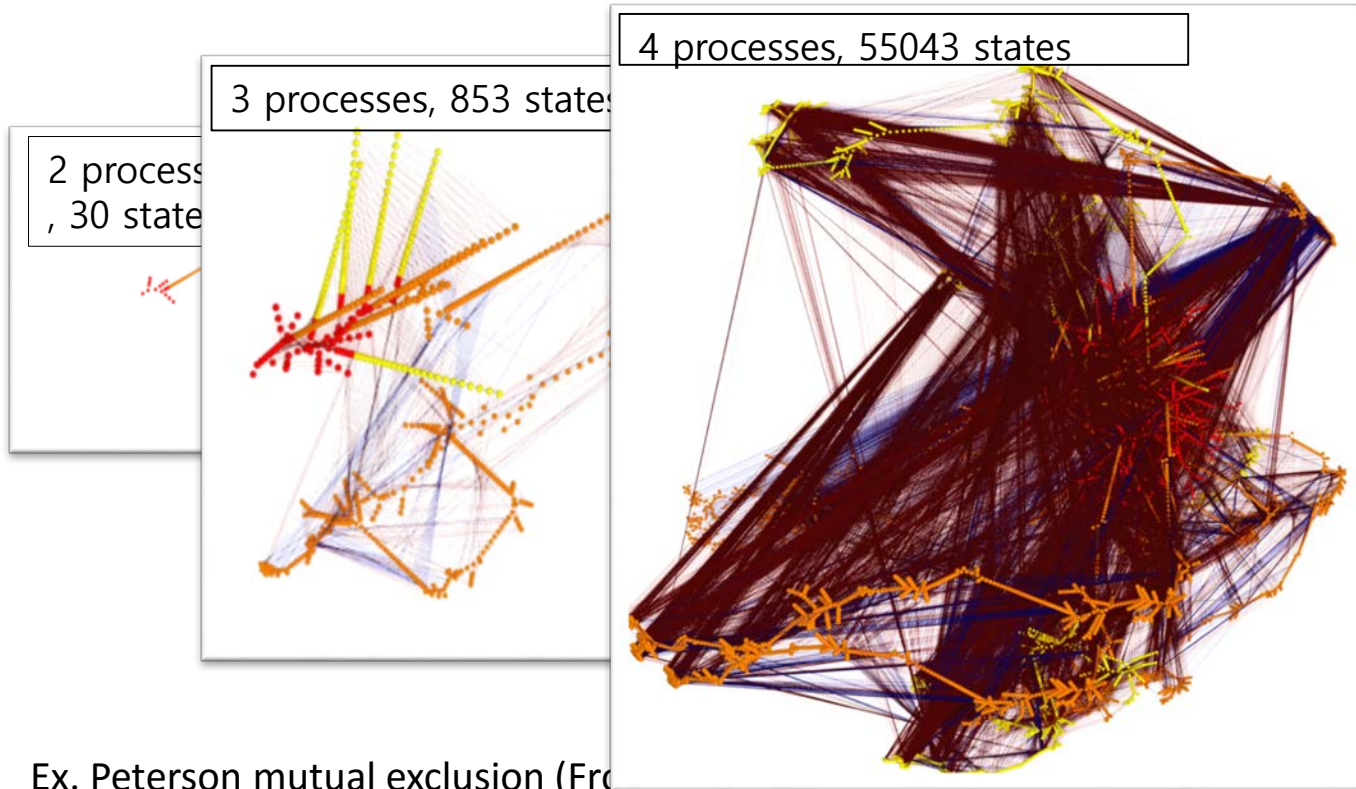 4 processes, 55043 states
3 processes, 853 states
2 process
, 30 state
Ex. Peterson mutual exclusion (Fro